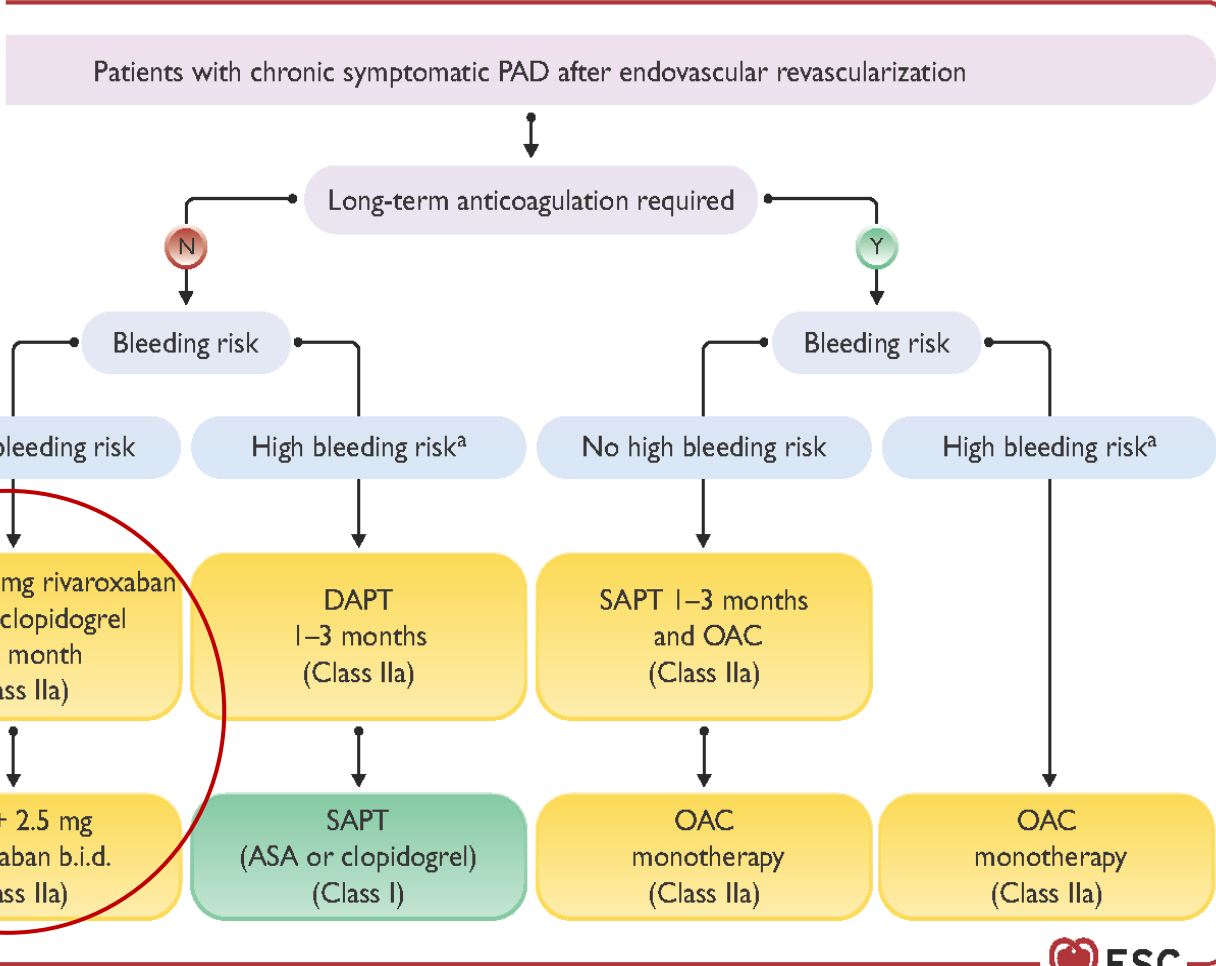 Patients with chronic symptomatic PAD after endovascular revascularization
Long-term anticoagulation required
N
Y
Bleeding risk
Bleeding risk
bleeding risk
High bleeding riskᵃ
No high bleeding risk
High bleeding riskᵃ
mg rivaroxaban
clopidogrel
month
IIa)
DAPT
1–3 months
(Class IIa)
SAPT 1–3 months
and OAC
(Class IIa)
+ 2.5 mg
b.i.d.
IIa)
SAPT
(ASA or clopidogrel)
(Class I)
OAC
monotherapy
(Class IIa)
OAC
monotherapy
(Class IIa)
ESC